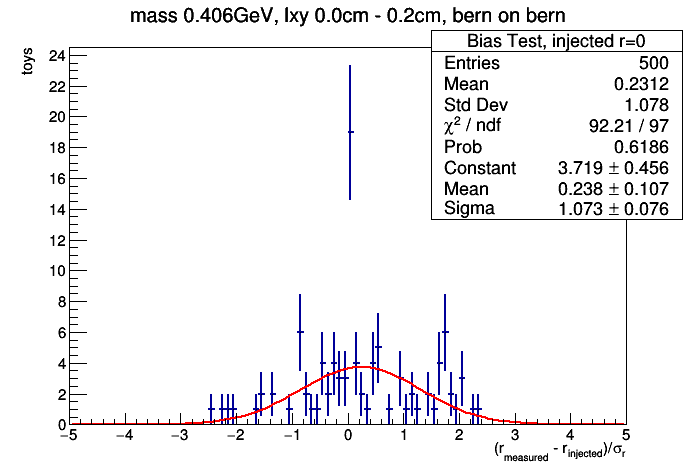 mass 0.406GeV, lxy 0.0cm - 0.2cm, bern on bern
Bias Test, injected r=0
Entries 500
Mean 0.2312
Std Dev 1.078
χ² / ndf 92.21 / 97
Prob 0.6186
Constant 3.719 ± 0.456
Mean 0.238 ± 0.107
Sigma 1.073 ± 0.076
toys
24
22
20
18
16
14
12
10
8
6
4
2
0
−5 −4 −3 −2 −1 0 1 2 3 4 5
(r_measured - r_injected)/σ_r